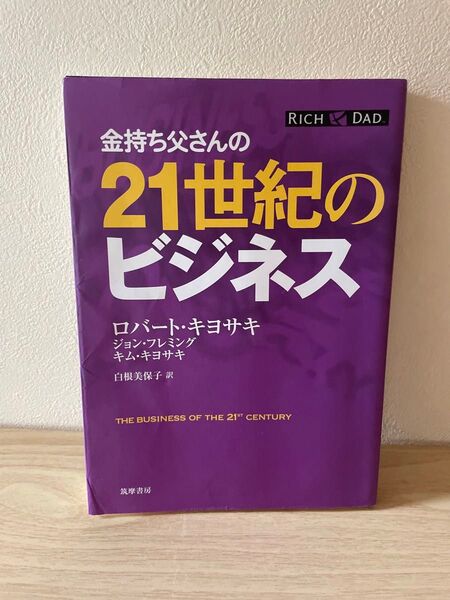 RICH DAD™
金持ち父さんの
21世紀の
ビジネス
ロバート・キヨサキ
ジョン・フレミング
キム・キヨサキ
白根美保子 訳
THE BUSINESS OF THE 21ST CENTURY
筑摩書房